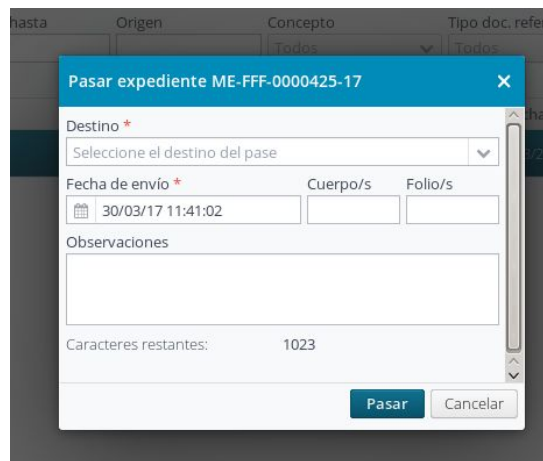 hasta Origen Concepto Tipo doc. refe
Todos Todos
Pasar expediente ME-FFF-0000425-17
Destino *
Seleccione el destino del pase
Fecha de envío * Cuerpo/s Folio/s
30/03/17 11:41:02
Observaciones
Caracteres restantes: 1023
Pasar Cancelar